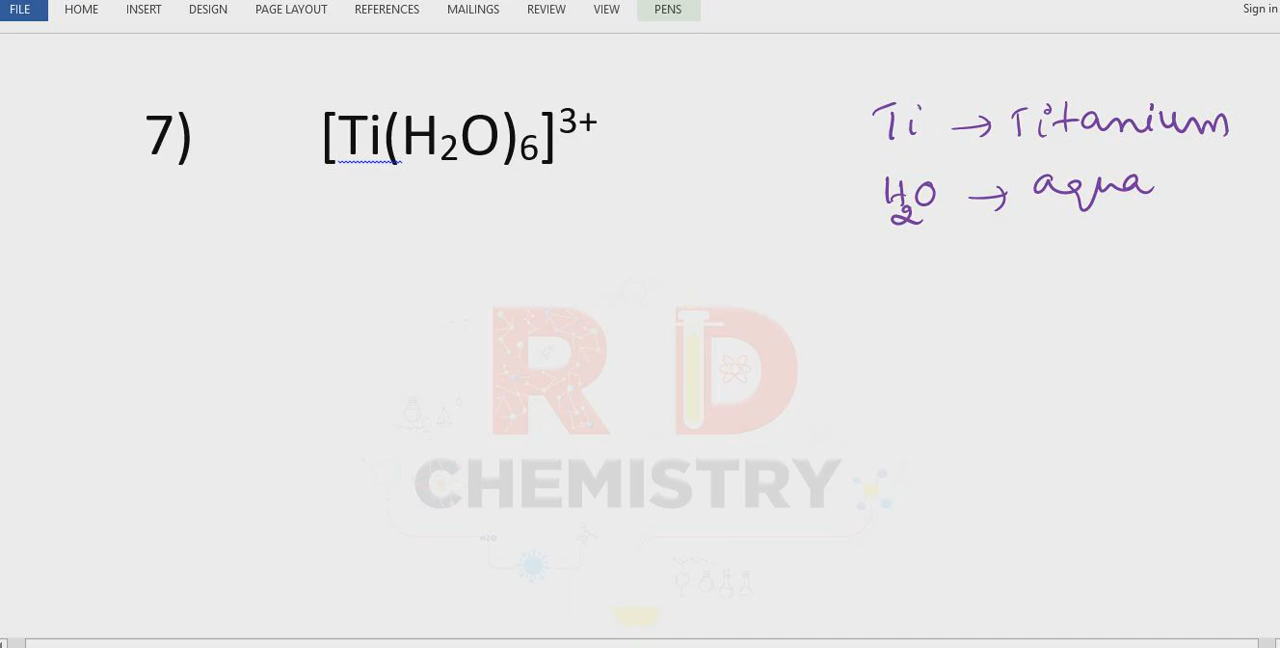 FILE HOME INSERT DESIGN PAGE LAYOUT REFERENCES MAILINGS REVIEW VIEW PENS Sign in
7) [Ti(H₂O)₆]³⁺
Ti → Titanium
H₂O → aqua
R D
CHEMISTRY
H2O